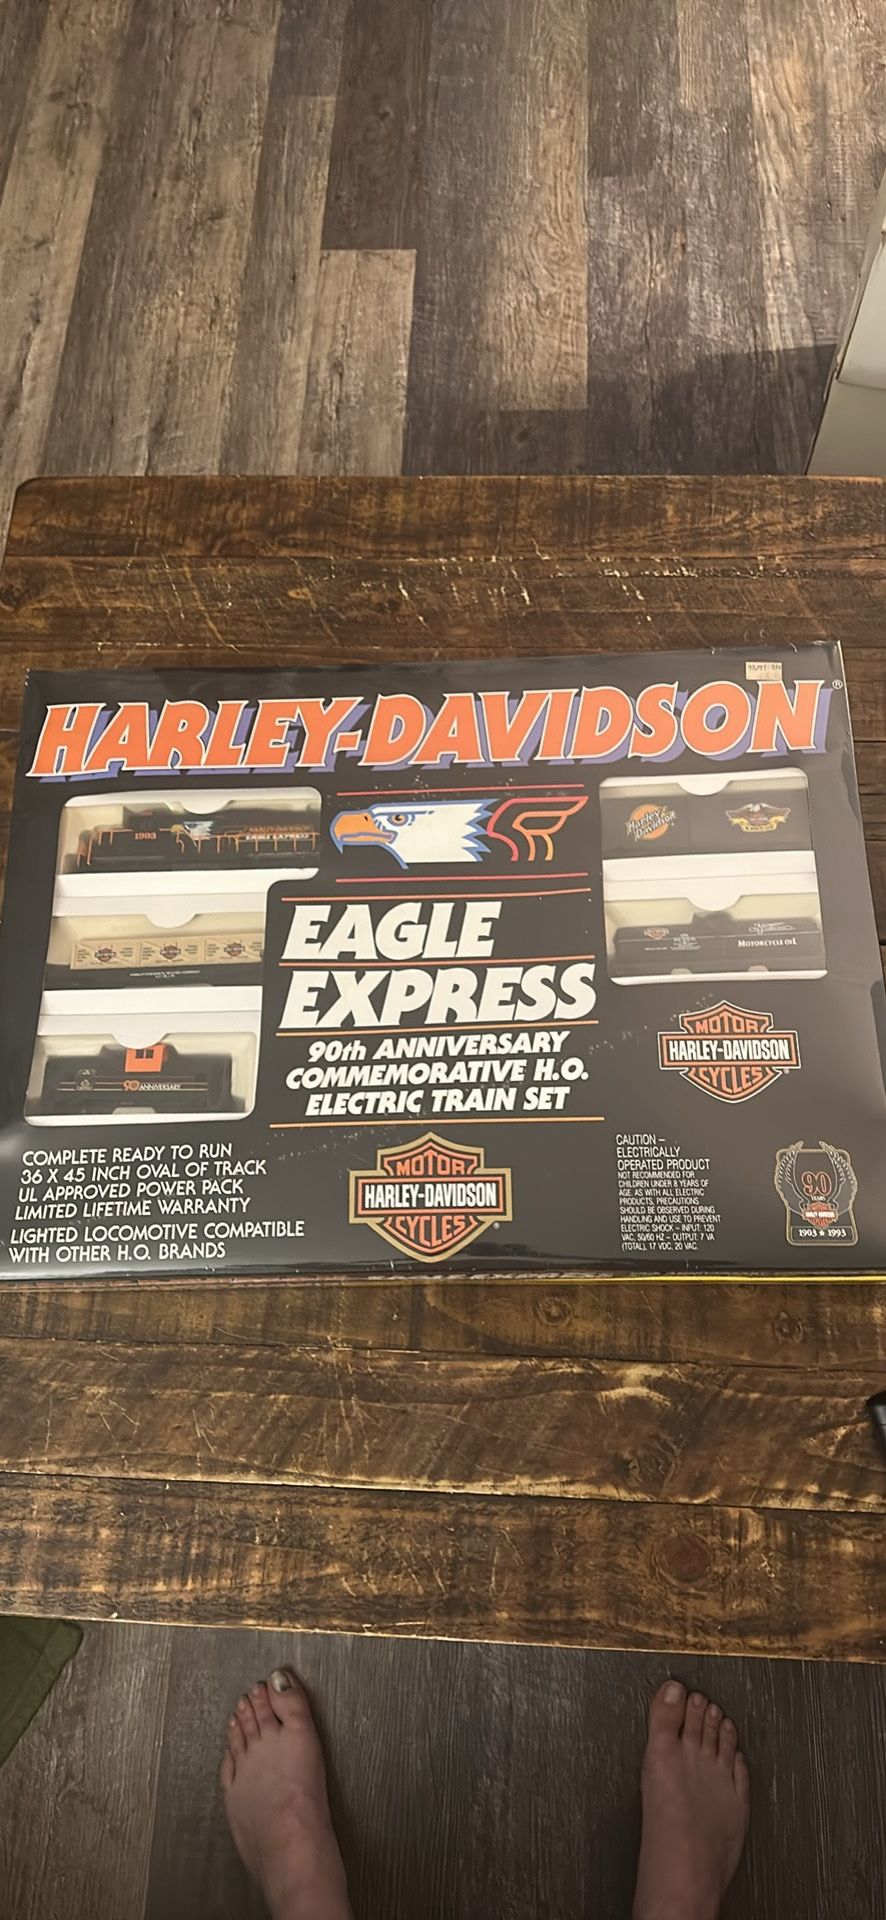 HARLEY-DAVIDSON®
1993
EAGLE EXPRESS
Harley Davidson
MOTORCYCLE OIL
EAGLE
EXPRESS
90th ANNIVERSARY
COMMEMORATIVE H.O.
ELECTRIC TRAIN SET
90 ANNIVERSARY
MOTOR
HARLEY-DAVIDSON
CYCLES
®
COMPLETE READY TO RUN
36 X 45 INCH OVAL OF TRACK
UL APPROVED POWER PACK
LIMITED LIFETIME WARRANTY
LIGHTED LOCOMOTIVE COMPATIBLE
WITH OTHER H.O. BRANDS
MOTOR
HARLEY-DAVIDSON
CYCLES
®
CAUTION –
ELECTRICALLY
OPERATED PRODUCT
NOT RECOMMENDED FOR
CHILDREN UNDER 8 YEARS OF
AGE. AS WITH ALL ELECTRIC
PRODUCTS, PRECAUTIONS
SHOULD BE OBSERVED DURING
HANDLING AND USE TO PREVENT
ELECTRIC SHOCK – INPUT: 120
VAC, 50/60 HZ – OUTPUT: 7 VA
(TOTAL), 17 VDC, 20 VAC.
90
YEARS
HARLEY-DAVIDSON
1903 ★ 1993